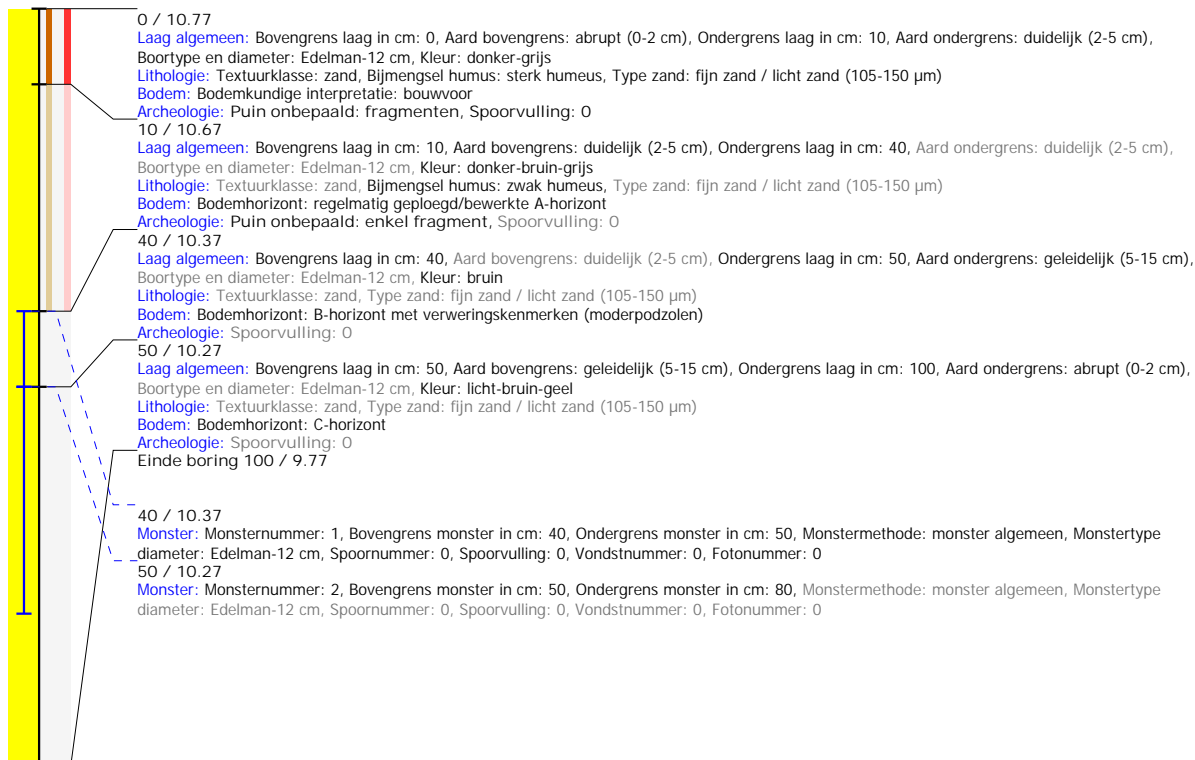 0 / 10.77
Laag algemeen: Bovengrens laag in cm: 0, Aard bovengrens: abrupt (0-2 cm), Ondergrens laag in cm: 10, Aard ondergrens: duidelijk (2-5 cm),
Boortype en diameter: Edelman-12 cm, Kleur: donker-grijs
Lithologie: Textuurklasse: zand, Bijmengsel humus: sterk humeus, Type zand: fijn zand / licht zand (105-150 µm)
Bodem: Bodemkundige interpretatie: bouwvoor
Archeologie: Puin onbepaald: fragmenten, Spoorvulling: 0
10 / 10.67
Laag algemeen: Bovengrens laag in cm: 10, Aard bovengrens: duidelijk (2-5 cm), Ondergrens laag in cm: 40, Aard ondergrens: duidelijk (2-5 cm),
Boortype en diameter: Edelman-12 cm, Kleur: donker-bruin-grijs
Lithologie: Textuurklasse: zand, Bijmengsel humus: zwak humeus, Type zand: fijn zand / licht zand (105-150 µm)
Bodem: Bodemhorizont: regelmatig geploegd/bewerkte A-horizont
Archeologie: Puin onbepaald: enkel fragment, Spoorvulling: 0
40 / 10.37
Laag algemeen: Bovengrens laag in cm: 40, Aard bovengrens: duidelijk (2-5 cm), Ondergrens laag in cm: 50, Aard ondergrens: geleidelijk (5-15 cm),
Boortype en diameter: Edelman-12 cm, Kleur: bruin
Lithologie: Textuurklasse: zand, Type zand: fijn zand / licht zand (105-150 µm)
Bodem: Bodemhorizont: B-horizont met verweringskenmerken (moderpodzolen)
Archeologie: Spoorvulling: 0
50 / 10.27
Laag algemeen: Bovengrens laag in cm: 50, Aard bovengrens: geleidelijk (5-15 cm), Ondergrens laag in cm: 100, Aard ondergrens: abrupt (0-2 cm),
Boortype en diameter: Edelman-12 cm, Kleur: licht-bruin-geel
Lithologie: Textuurklasse: zand, Type zand: fijn zand / licht zand (105-150 µm)
Bodem: Bodemhorizont: C-horizont
Archeologie: Spoorvulling: 0
Einde boring 100 / 9.77
40 / 10.37
Monster: Monsternummer: 1, Bovengrens monster in cm: 40, Ondergrens monster in cm: 50, Monstermethode: monster algemeen, Monstertype
diameter: Edelman-12 cm, Spoornummer: 0, Spoorvulling: 0, Vondstnummer: 0, Fotonummer: 0
50 / 10.27
Monster: Monsternummer: 2, Bovengrens monster in cm: 50, Ondergrens monster in cm: 80, Monstermethode: monster algemeen, Monstertype
diameter: Edelman-12 cm, Spoornummer: 0, Spoorvulling: 0, Vondstnummer: 0, Fotonummer: 0